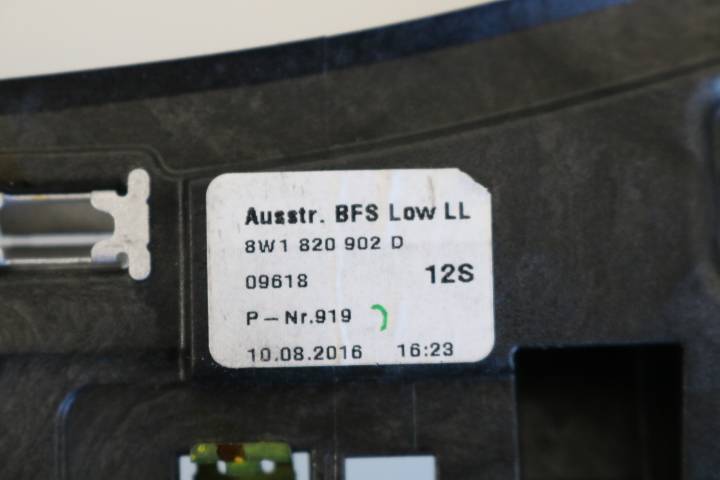 Ausstr. BFS Low LL
8W1 820 902 D
09618 12S
P-Nr.919
10.08.2016 16:23